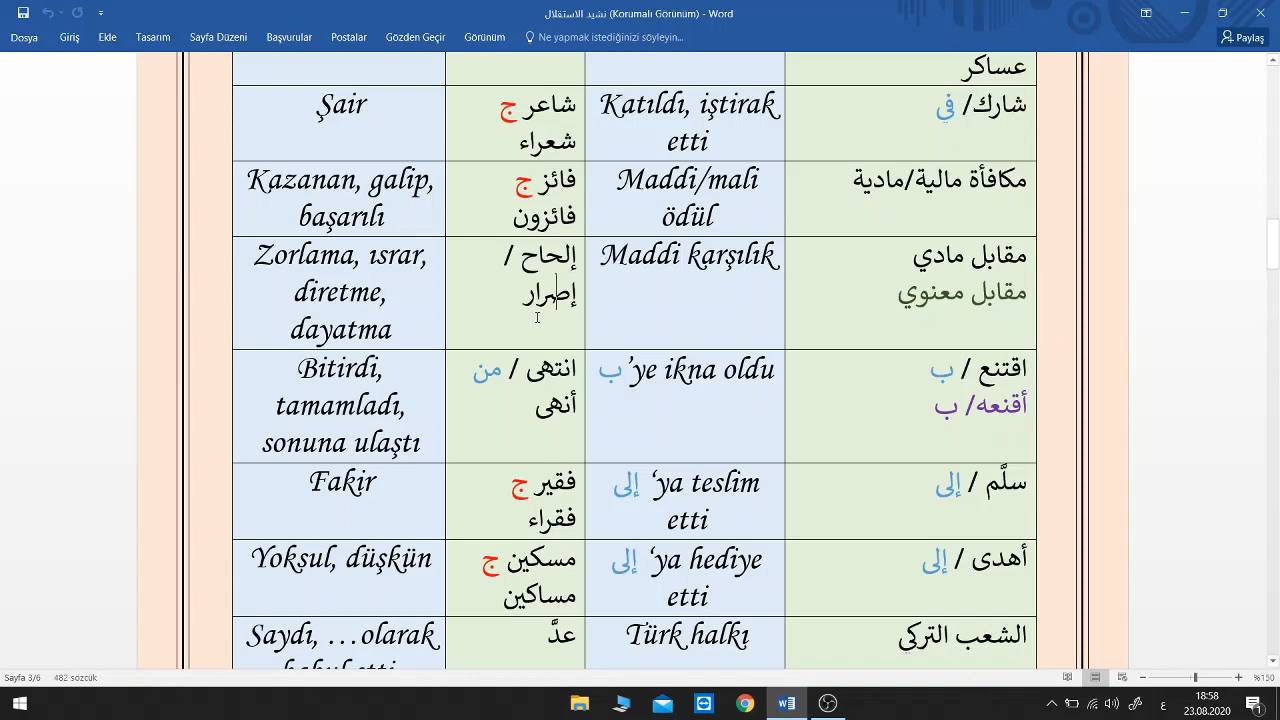 نشيد الاستقلال (Korumalı Görünüm) - Word
Dosya Giriş Ekle Tasarım Sayfa Düzeni Başvurular Postalar Gözden Geçir Görünüm Ne yapmak istediğinizi söyleyin... Paylaş
عساكر
شارك/ في
Katıldı, iştirak
etti
شاعر ج
شعراء
Şair
مكافأة مالية/مادية
Maddi/mali
ödül
فائز ج
فائزون
Kazanan, galip,
başarılı
مقابل مادي
مقابل معنوي
Maddi karşılık
إلحاح /
إصرار
Zorlama, ısrar,
diretme,
dayatma
اقتنع / ب
أقنعه/ ب
ب 'ye ikna oldu
انتهى / من
أنهى
Bitirdi,
tamamladı,
sonuna ulaştı
سلَّم / إلى
إلى 'ya teslim
etti
فقير ج
فقراء
Fakir
أهدى / إلى
إلى 'ya hediye
etti
مسكين ج
مساكين
Yoksul, düşkün
الشعب التركي
Türk halkı
عدَّ
Saydı, ...olarak
kabul etti
Sayfa 3/6 482 sözcük %150
18:58
23.08.2020